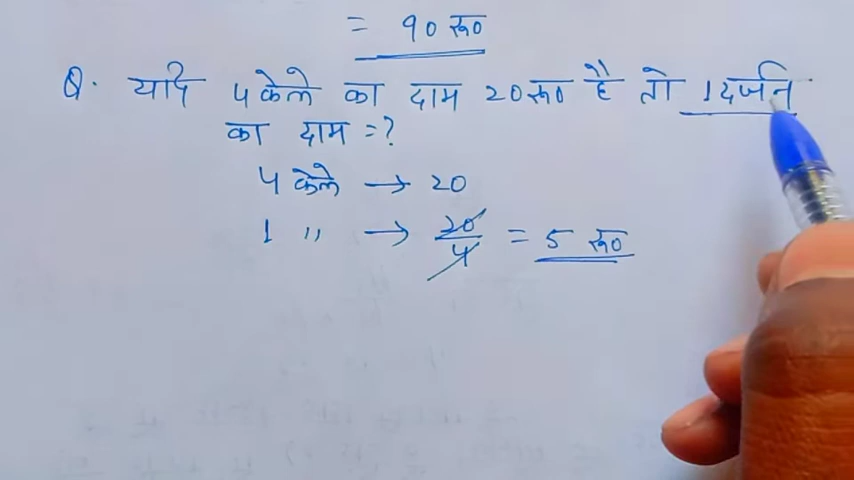 = 90 रू०
Q. यदि 4 केले का दाम 20 रू० है तो 1 दर्जन
का दाम = ?
4 केले → 20
1 " → 20/4 = 5 रू०